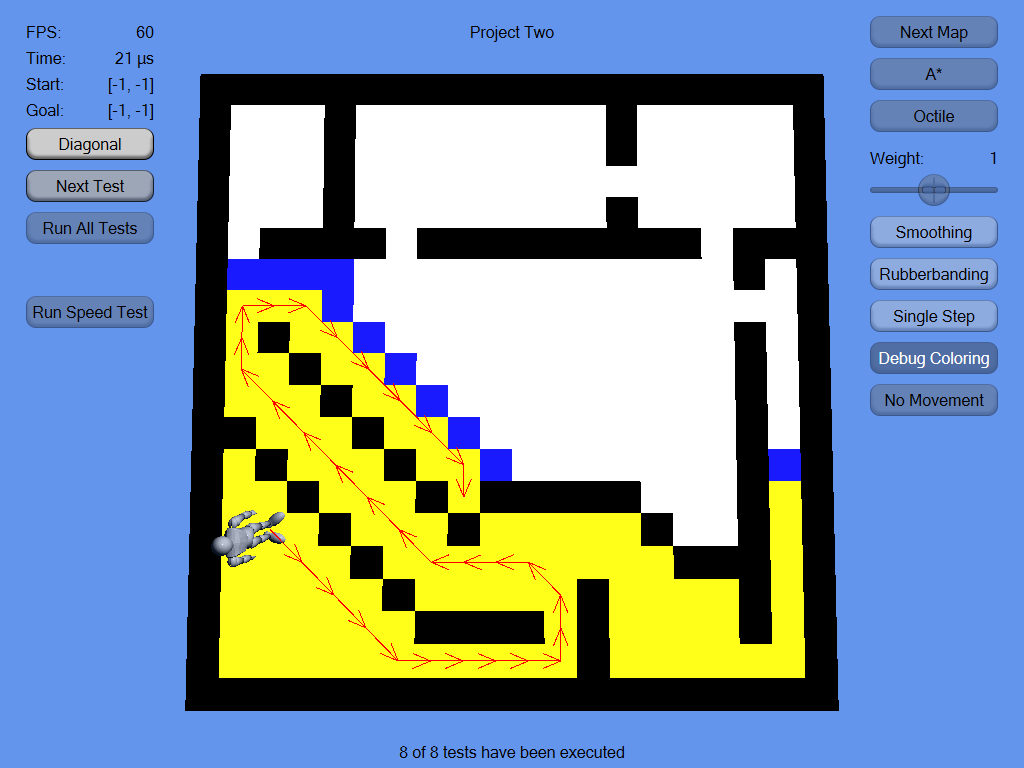 FPS: 60
Time: 21 µs
Start: [-1, -1]
Goal: [-1, -1]
Diagonal
Next Test
Run All Tests
Run Speed Test
Project Two
Next Map
A*
Octile
Weight: 1
Smoothing
Rubberbanding
Single Step
Debug Coloring
No Movement
8 of 8 tests have been executed